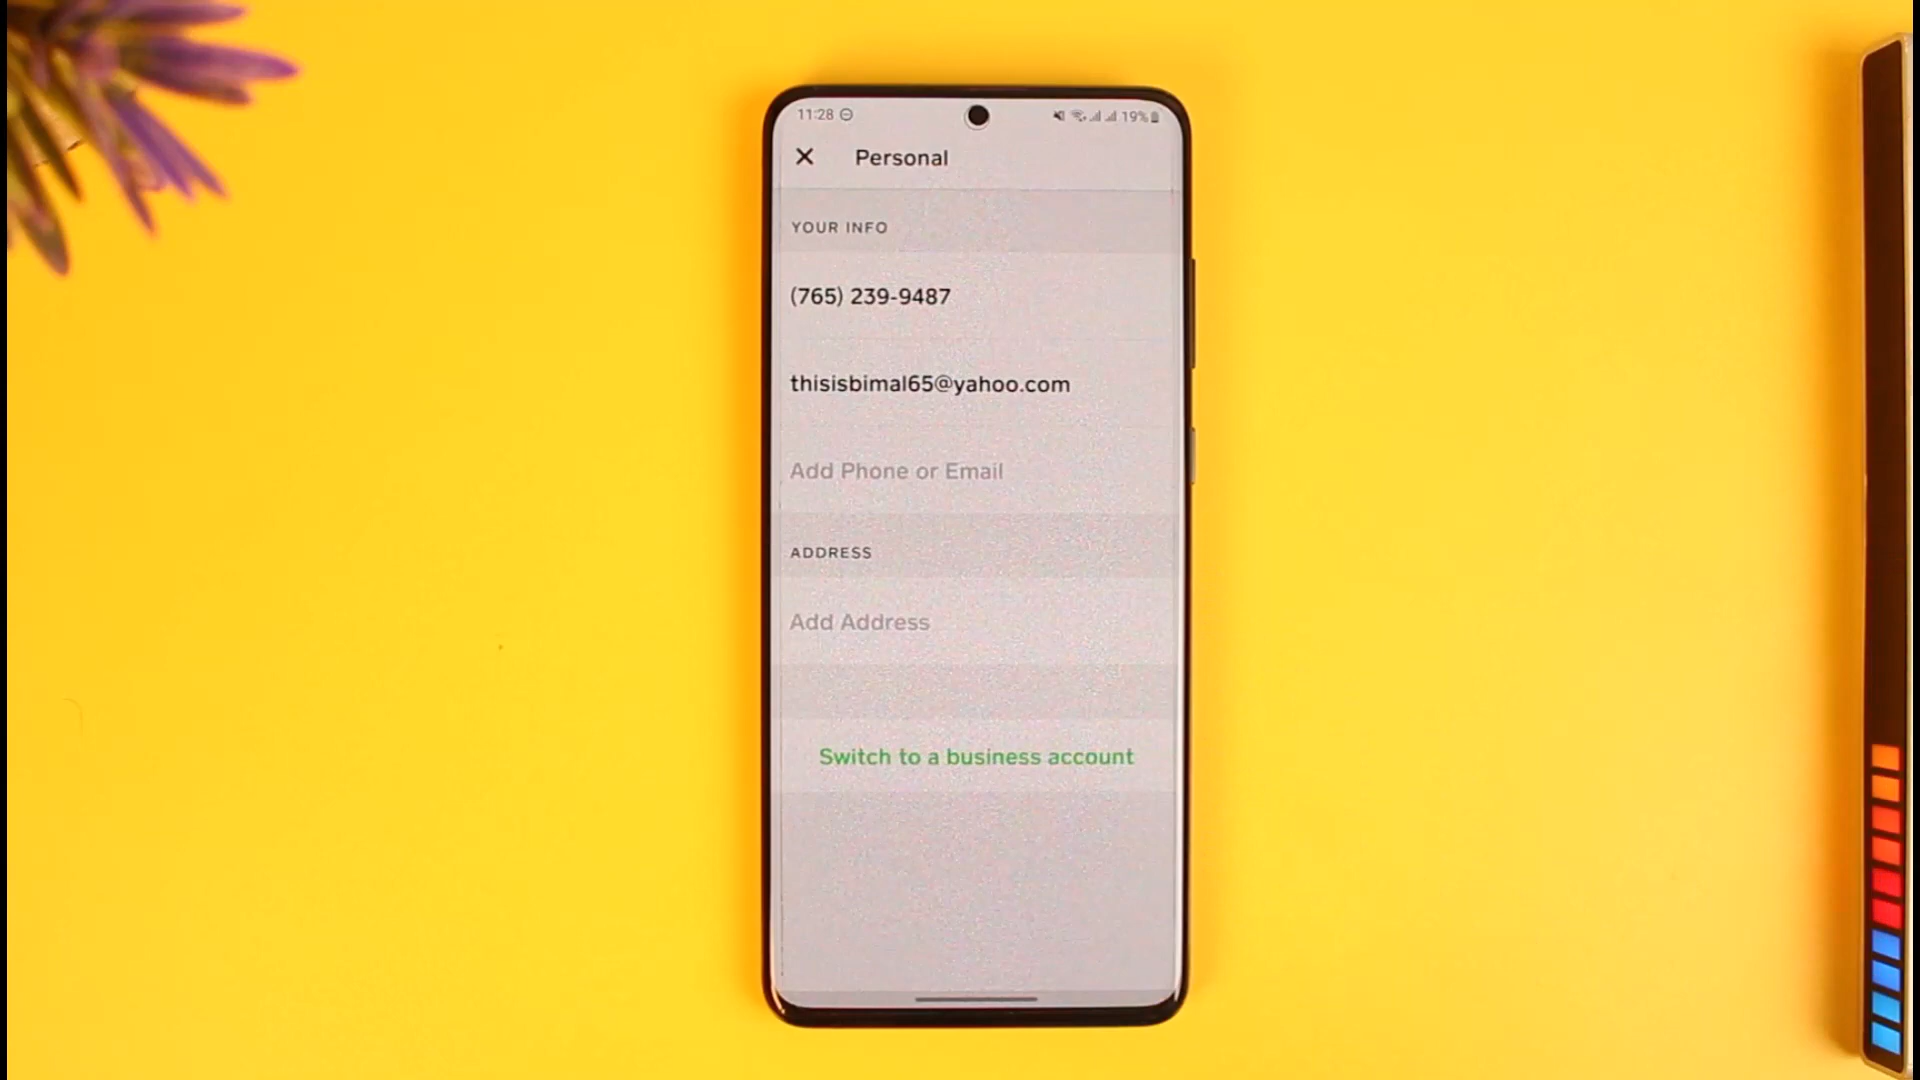 11:28 19%
Personal
YOUR INFO
(765) 239-9487
thisisbimal65@yahoo.com
Add Phone or Email
ADDRESS
Add Address
Switch to a business account